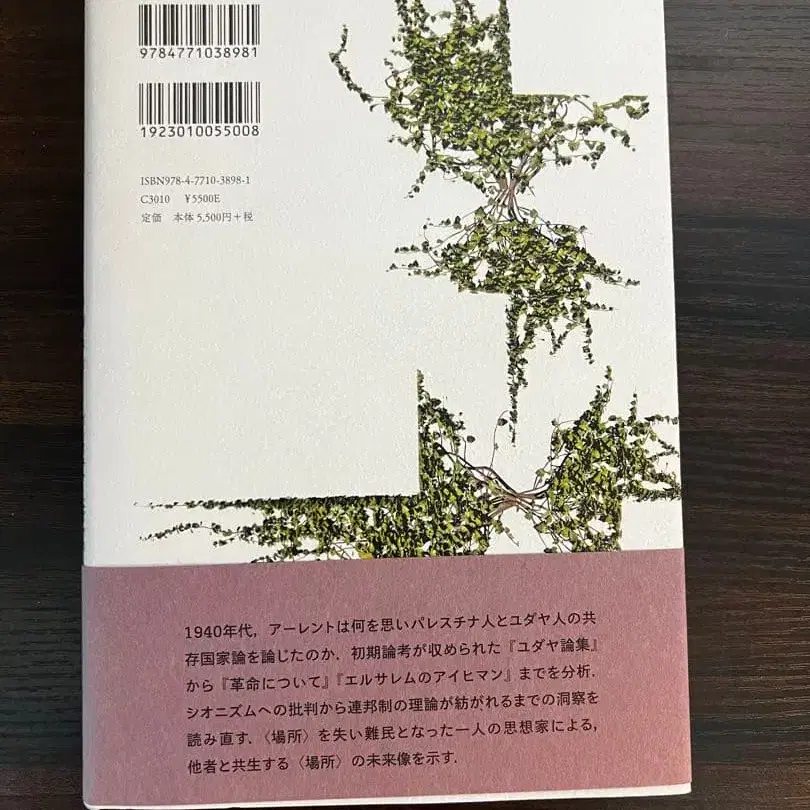 9784771038981
1923010055008
ISBN978-4-7710-3898-1
C3010 ¥5500E
定価 本体5,500円+税
1940年代，アーレントは何を思いパレスチナ人とユダヤ人の共
存国家論を論じたのか．初期論考が収められた『ユダヤ論集』
から『革命について』『エルサレムのアイヒマン』までを分析．
シオニズムへの批判から連邦制の理論が紡がれるまでの洞察を
読み直す．〈場所〉を失い難民となった一人の思想家による，
他者と共生する〈場所〉の未来像を示す．